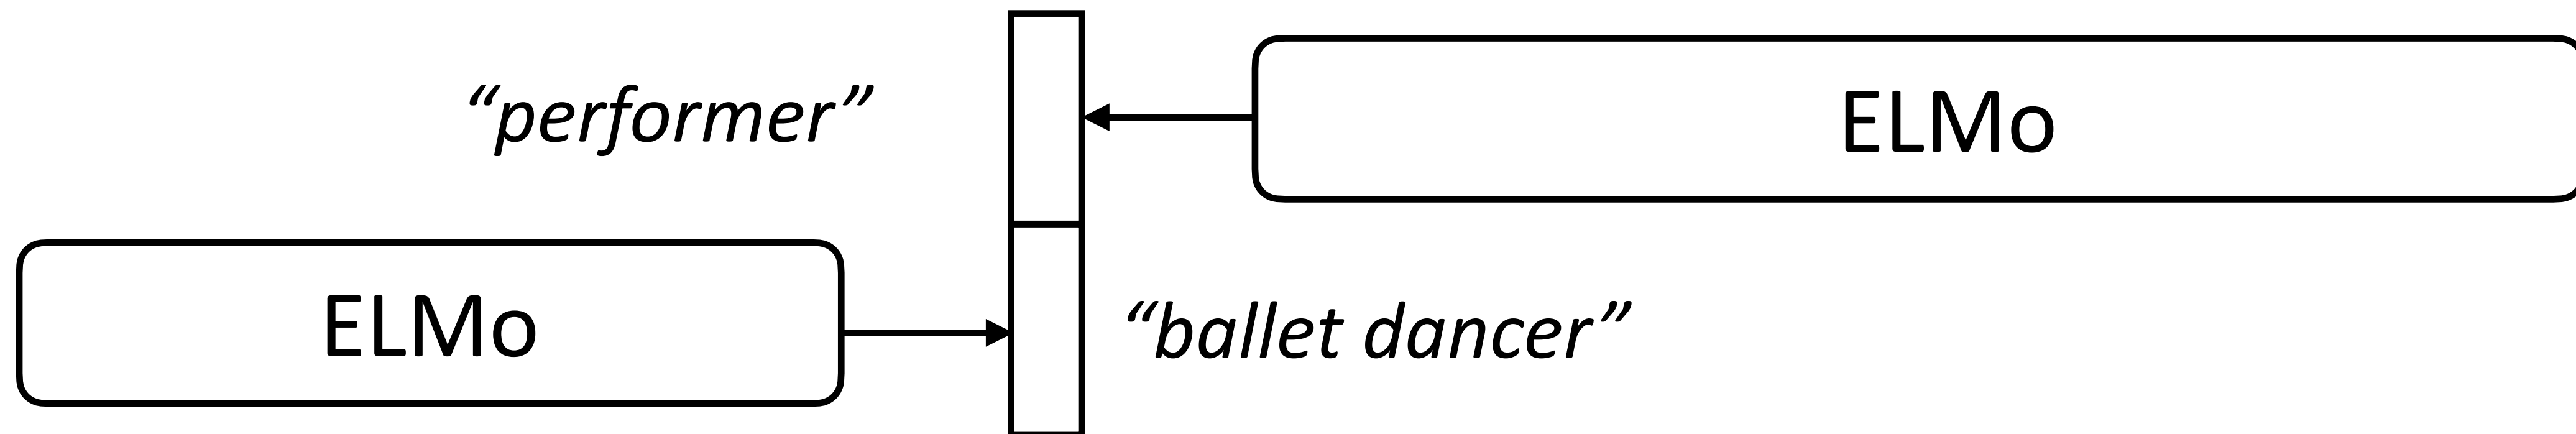 “performer”
ELMo
ELMo
“ballet dancer”